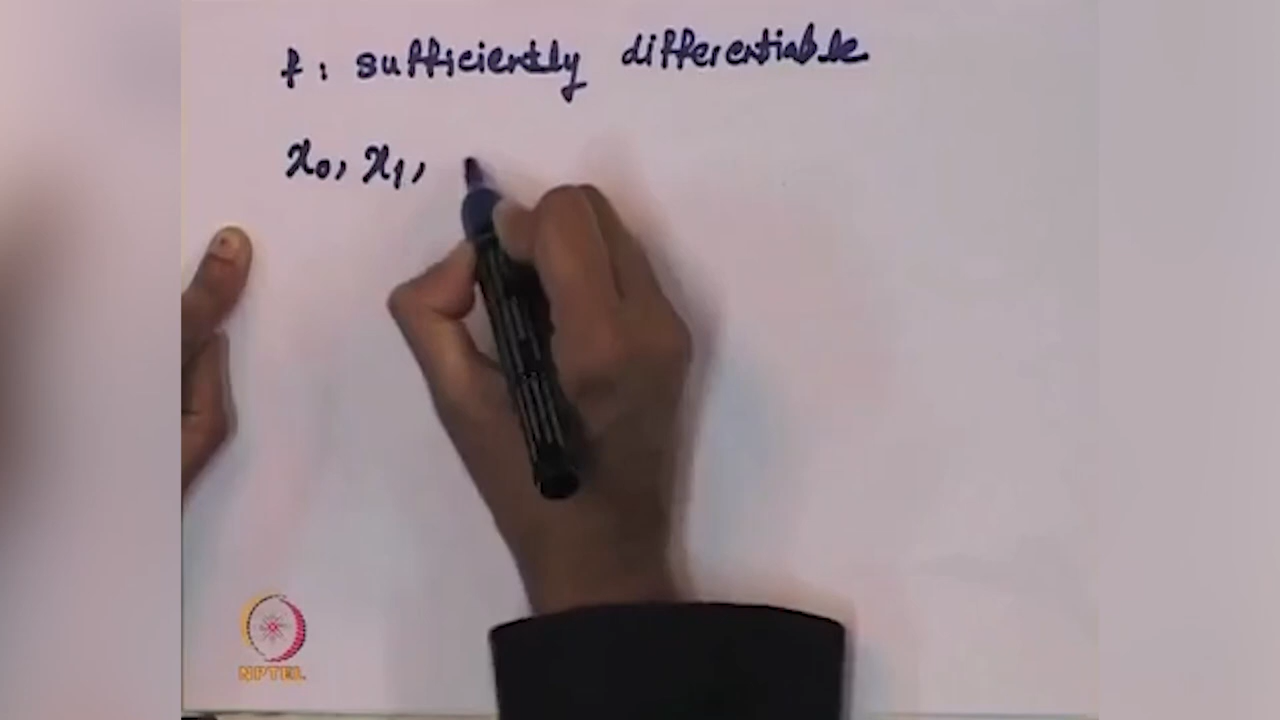 f: sufficiently differentiable
x₀, x₁,
NPTEL